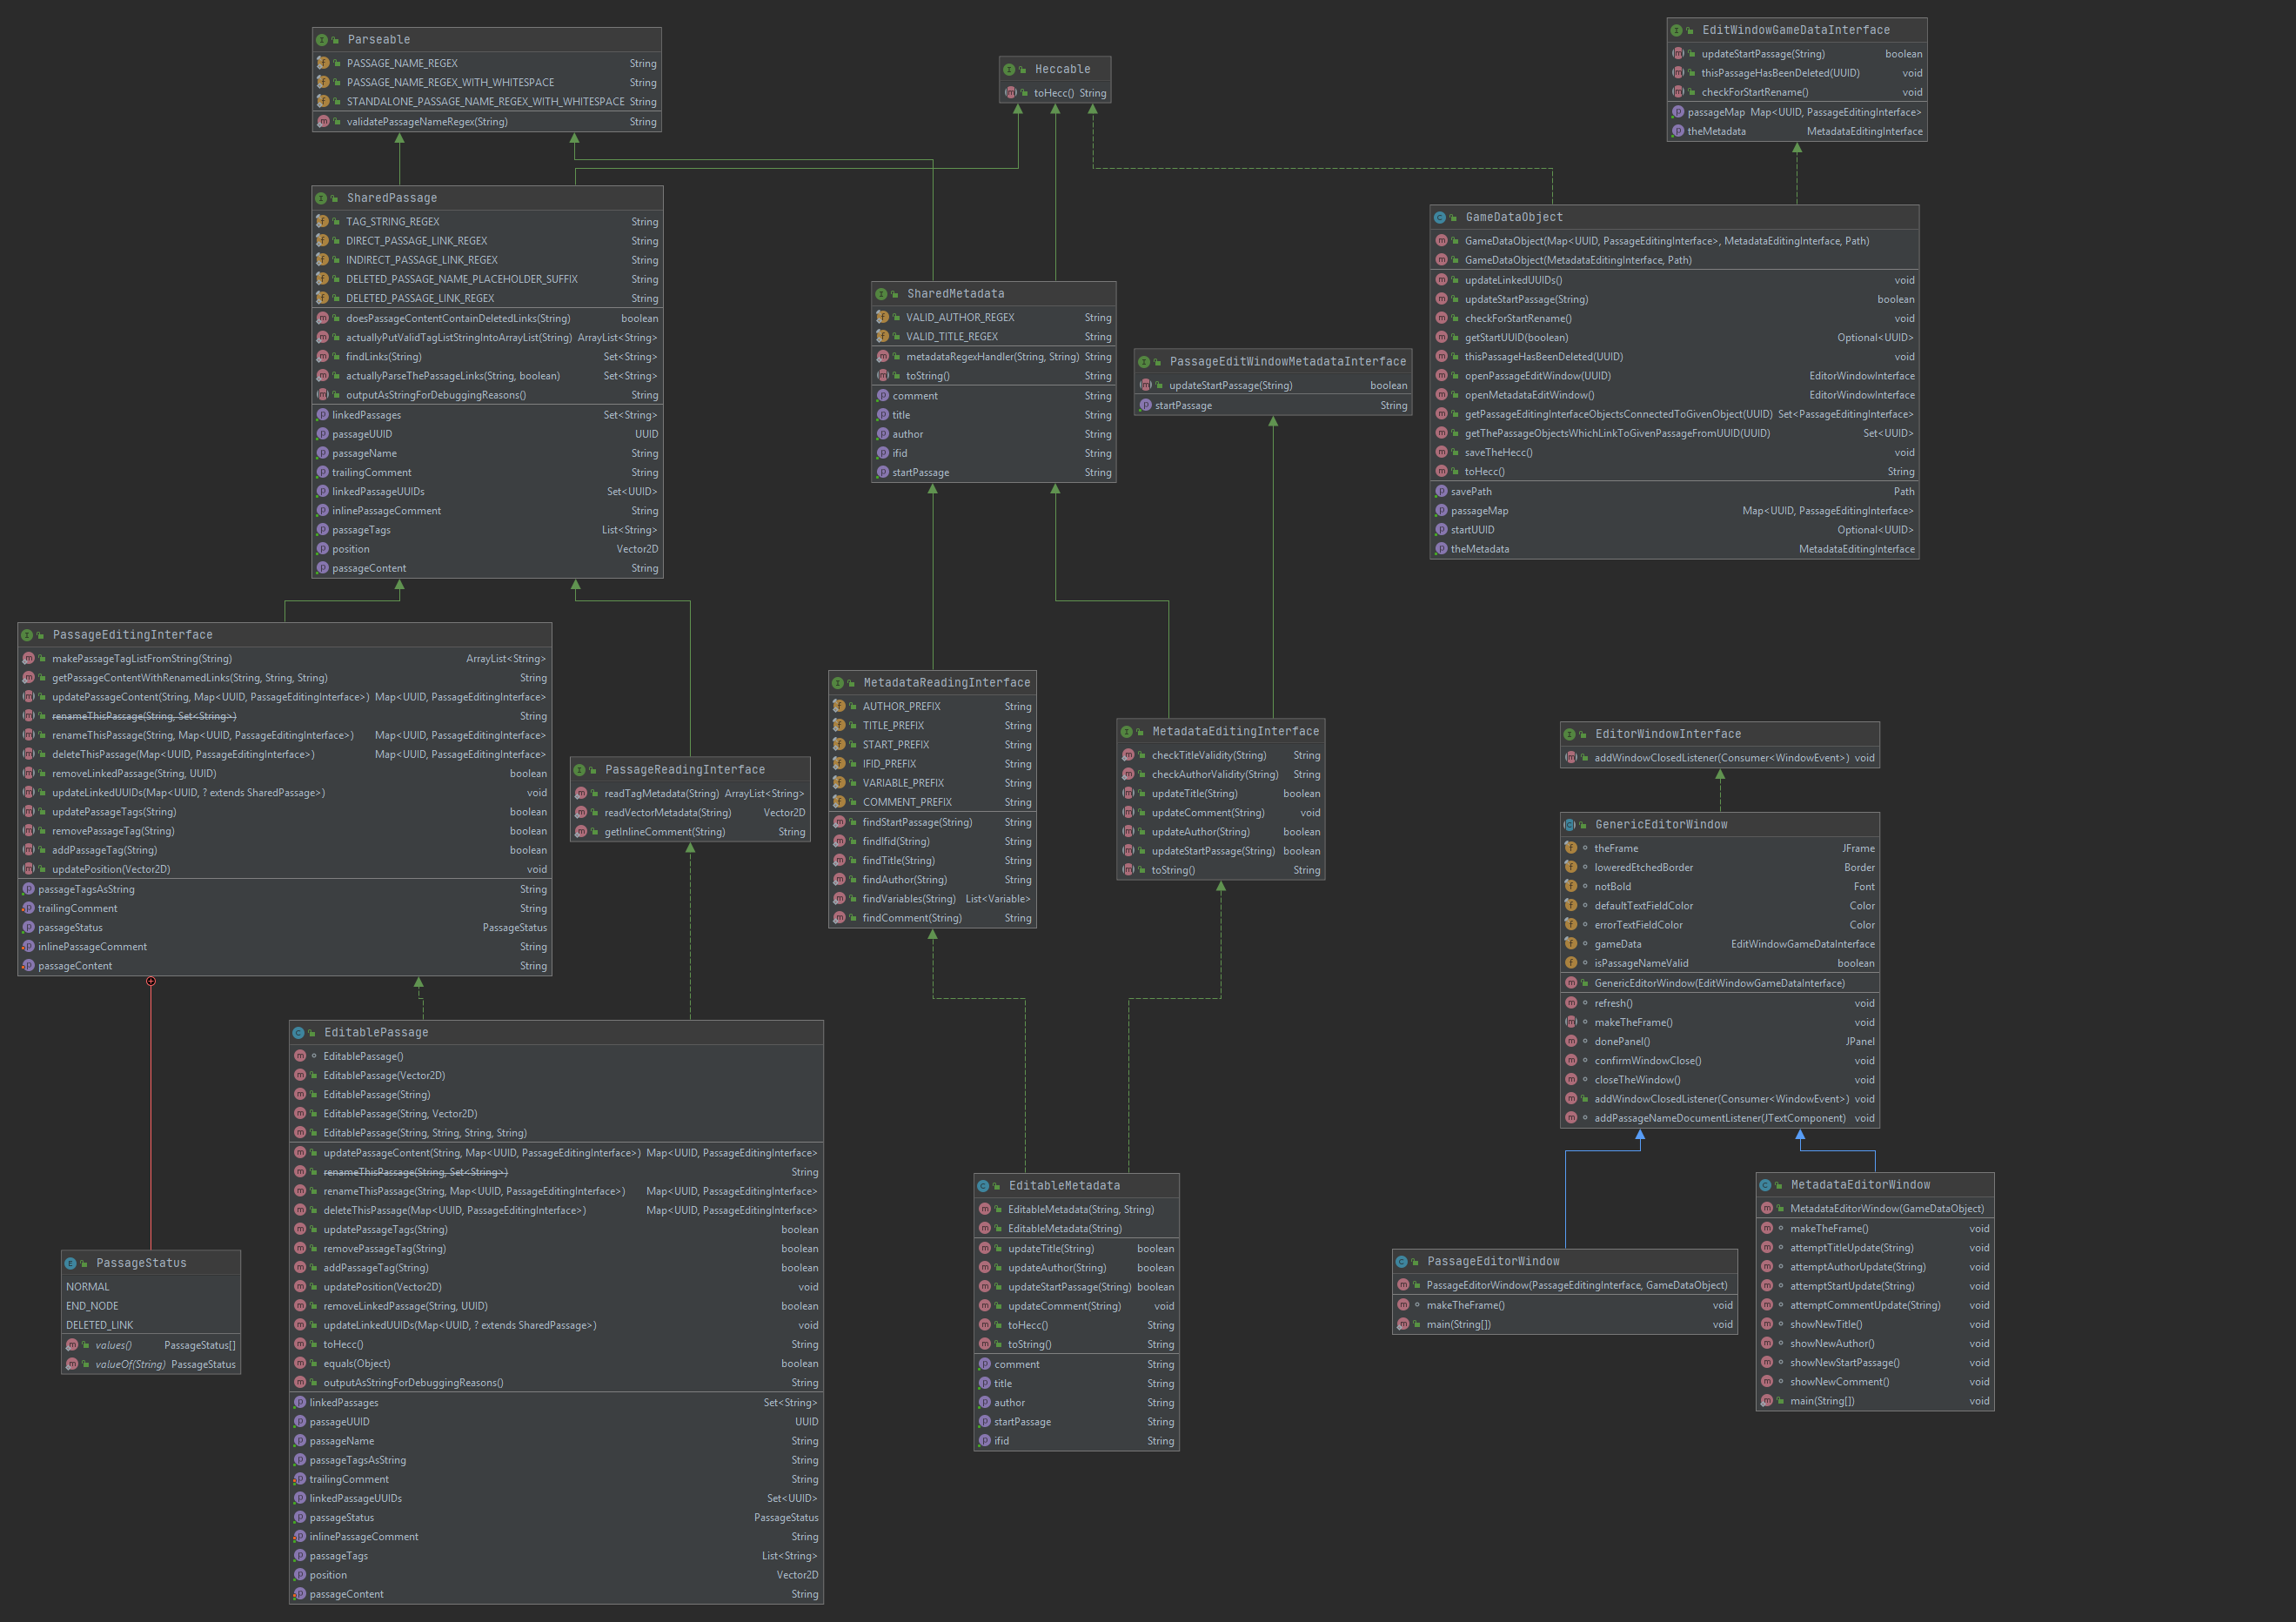 Parseable
PASSAGE_NAME_REGEX String
PASSAGE_NAME_REGEX_WITH_WHITESPACE String
STANDALONE_PASSAGE_NAME_REGEX_WITH_WHITESPACE String
validatePassageNameRegex(String) String
Heccable
toHecc() String
EditWindowGameDataInterface
updateStartPassage(String) boolean
thisPassageHasBeenDeleted(UUID) void
checkForStartRename() void
passageMap Map<UUID, PassageEditingInterface>
theMetadata MetadataEditingInterface
SharedPassage
TAG_STRING_REGEX String
DIRECT_PASSAGE_LINK_REGEX String
INDIRECT_PASSAGE_LINK_REGEX String
DELETED_PASSAGE_NAME_PLACEHOLDER_SUFFIX String
DELETED_PASSAGE_LINK_REGEX String
doesPassageContentContainDeletedLinks(String) boolean
actuallyPutValidTagListStringIntoArrayList(String) ArrayList<String>
findLinks(String) Set<String>
actuallyParseThePassageLinks(String, boolean) Set<String>
outputAsStringForDebuggingReasons() String
linkedPassages Set<String>
passageUUID UUID
passageName String
trailingComment String
linkedPassageUUIDs Set<UUID>
inlinePassageComment String
passageTags List<String>
position Vector2D
passageContent String
GameDataObject
GameDataObject(Map<UUID, PassageEditingInterface>, MetadataEditingInterface, Path)
GameDataObject(MetadataEditingInterface, Path)
updateLinkedUUIDs() void
updateStartPassage(String) boolean
checkForStartRename() void
getStartUUID(boolean) Optional<UUID>
thisPassageHasBeenDeleted(UUID) void
openPassageEditWindow(UUID) EditorWindowInterface
openMetadataEditWindow() EditorWindowInterface
getPassageEditingInterfaceObjectsConnectedToGivenObject(UUID) Set<PassageEditingInterface>
getThePassageObjectsWhichLinkToGivenPassageFromUUID(UUID) Set<UUID>
saveTheHecc() void
toHecc() String
savePath Path
passageMap Map<UUID, PassageEditingInterface>
startUUID Optional<UUID>
theMetadata MetadataEditingInterface
SharedMetadata
VALID_AUTHOR_REGEX String
VALID_TITLE_REGEX String
metadataRegexHandler(String, String) String
toString() String
comment String
title String
author String
ifid String
startPassage String
PassageEditWindowMetadataInterface
updateStartPassage(String) boolean
startPassage String
PassageEditingInterface
makePassageTagListFromString(String) ArrayList<String>
getPassageContentWithRenamedLinks(String, String, String) String
updatePassageContent(String, Map<UUID, PassageEditingInterface>) Map<UUID, PassageEditingInterface>
renameThisPassage(String, Set<String>) String
renameThisPassage(String, Map<UUID, PassageEditingInterface>) Map<UUID, PassageEditingInterface>
deleteThisPassage(Map<UUID, PassageEditingInterface>) Map<UUID, PassageEditingInterface>
removeLinkedPassage(String, UUID) boolean
updateLinkedUUIDs(Map<UUID, ? extends SharedPassage>) void
updatePassageTags(String) boolean
removePassageTag(String) boolean
addPassageTag(String) boolean
updatePosition(Vector2D) void
passageTagsAsString String
trailingComment String
passageStatus PassageStatus
inlinePassageComment String
passageContent String
PassageReadingInterface
readTagMetadata(String) ArrayList<String>
readVectorMetadata(String) Vector2D
getInlineComment(String) String
MetadataReadingInterface
AUTHOR_PREFIX String
TITLE_PREFIX String
START_PREFIX String
IFID_PREFIX String
VARIABLE_PREFIX String
COMMENT_PREFIX String
findStartPassage(String) String
findIfid(String) String
findTitle(String) String
findAuthor(String) String
findVariables(String) List<Variable>
findComment(String) String
MetadataEditingInterface
checkTitleValidity(String) String
checkAuthorValidity(String) String
updateTitle(String) boolean
updateComment(String) void
updateAuthor(String) boolean
updateStartPassage(String) boolean
toString() String
EditorWindowInterface
addWindowClosedListener(Consumer<WindowEvent>) void
GenericEditorWindow
theFrame JFrame
loweredEtchedBorder Border
notBold Font
defaultTextFieldColor Color
errorTextFieldColor Color
gameData EditWindowGameDataInterface
isPassageNameValid boolean
GenericEditorWindow(EditWindowGameDataInterface)
refresh() void
makeTheFrame() void
donePanel() JPanel
confirmWindowClose() void
closeTheWindow() void
addWindowClosedListener(Consumer<WindowEvent>) void
addPassageNameDocumentListener(JTextComponent) void
EditablePassage
EditablePassage()
EditablePassage(Vector2D)
EditablePassage(String)
EditablePassage(String, Vector2D)
EditablePassage(String, String, String, String)
updatePassageContent(String, Map<UUID, PassageEditingInterface>) Map<UUID, PassageEditingInterface>
renameThisPassage(String, Set<String>) String
renameThisPassage(String, Map<UUID, PassageEditingInterface>) Map<UUID, PassageEditingInterface>
deleteThisPassage(Map<UUID, PassageEditingInterface>) Map<UUID, PassageEditingInterface>
updatePassageTags(String) boolean
removePassageTag(String) boolean
addPassageTag(String) boolean
updatePosition(Vector2D) void
removeLinkedPassage(String, UUID) boolean
updateLinkedUUIDs(Map<UUID, ? extends SharedPassage>) void
toHecc() String
equals(Object) boolean
outputAsStringForDebuggingReasons() String
linkedPassages Set<String>
passageUUID UUID
passageName String
passageTagsAsString String
trailingComment String
linkedPassageUUIDs Set<UUID>
passageStatus PassageStatus
inlinePassageComment String
passageTags List<String>
position Vector2D
passageContent String
PassageStatus
NORMAL
END_NODE
DELETED_LINK
values() PassageStatus[]
valueOf(String) PassageStatus
EditableMetadata
EditableMetadata(String, String)
EditableMetadata(String)
updateTitle(String) boolean
updateAuthor(String) boolean
updateStartPassage(String) boolean
updateComment(String) void
toHecc() String
toString() String
comment String
title String
author String
startPassage String
ifid String
PassageEditorWindow
PassageEditorWindow(PassageEditingInterface, GameDataObject)
makeTheFrame() void
main(String[]) void
MetadataEditorWindow
MetadataEditorWindow(GameDataObject)
makeTheFrame() void
attemptTitleUpdate(String) void
attemptAuthorUpdate(String) void
attemptStartUpdate(String) void
attemptCommentUpdate(String) void
showNewTitle() void
showNewAuthor() void
showNewStartPassage() void
showNewComment() void
main(String[]) void